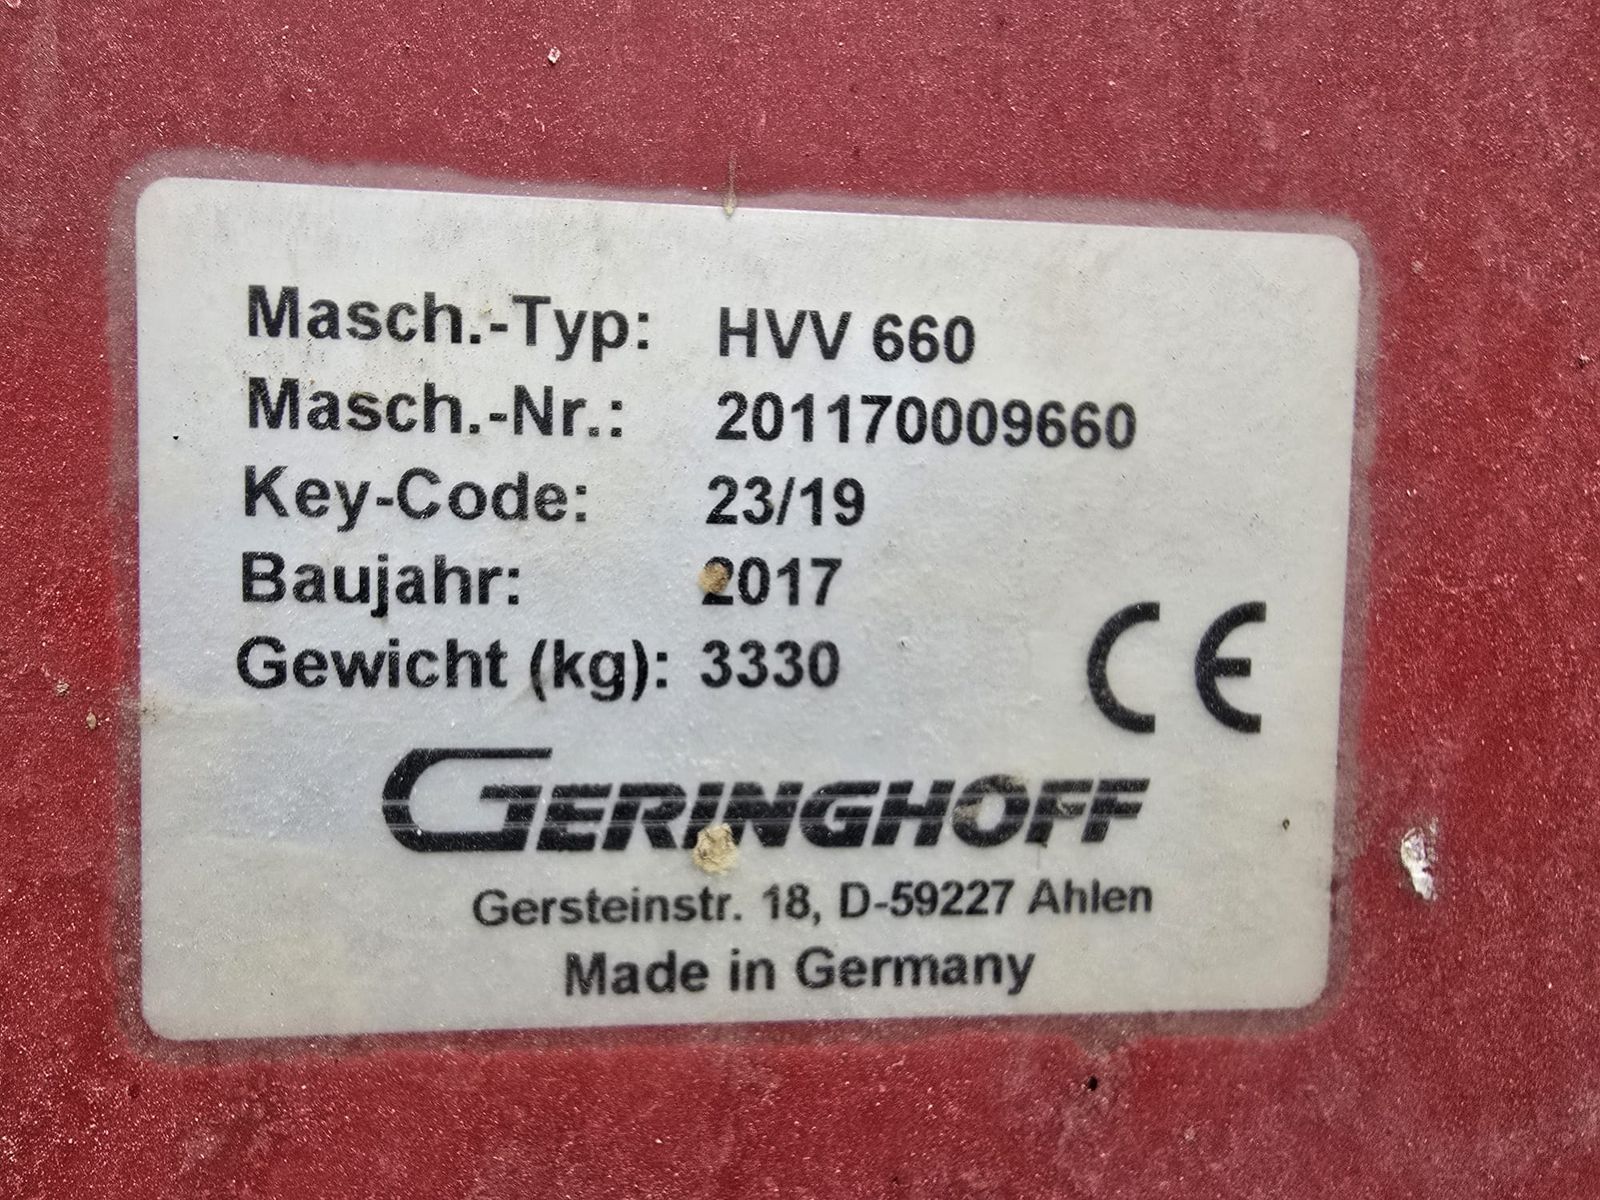 Masch.-Typ: HVV 660
Masch.-Nr.: 201170009660
Key-Code: 23/19
Baujahr: 2017
Gewicht (kg): 3330
CE
GERINGHOFF
Gersteinstr. 18, D-59227 Ahlen
Made in Germany